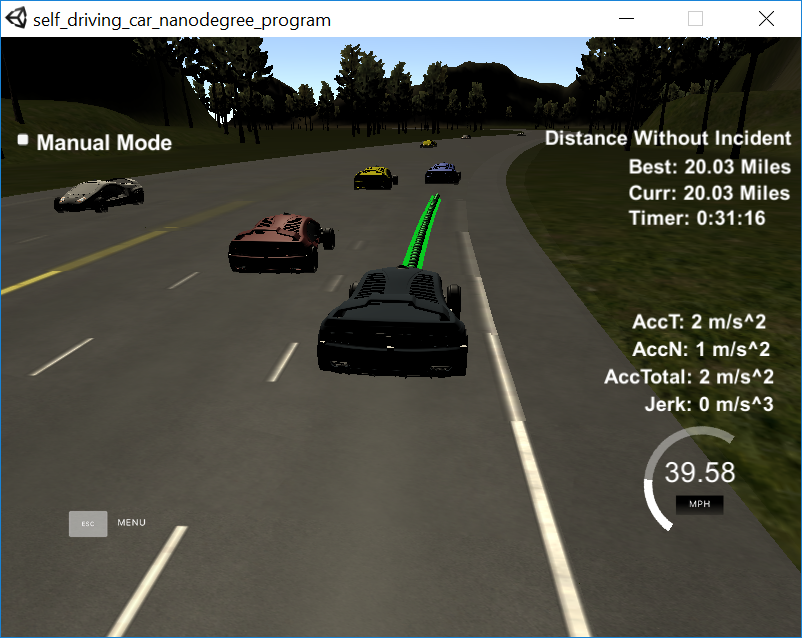 self_driving_car_nanodegree_program
Manual Mode
Distance Without Incident
Best: 20.03 Miles
Curr: 20.03 Miles
Timer: 0:31:16
AccT: 2 m/s^2
AccN: 1 m/s^2
AccTotal: 2 m/s^2
Jerk: 0 m/s^3
39.58
MPH
ESC MENU